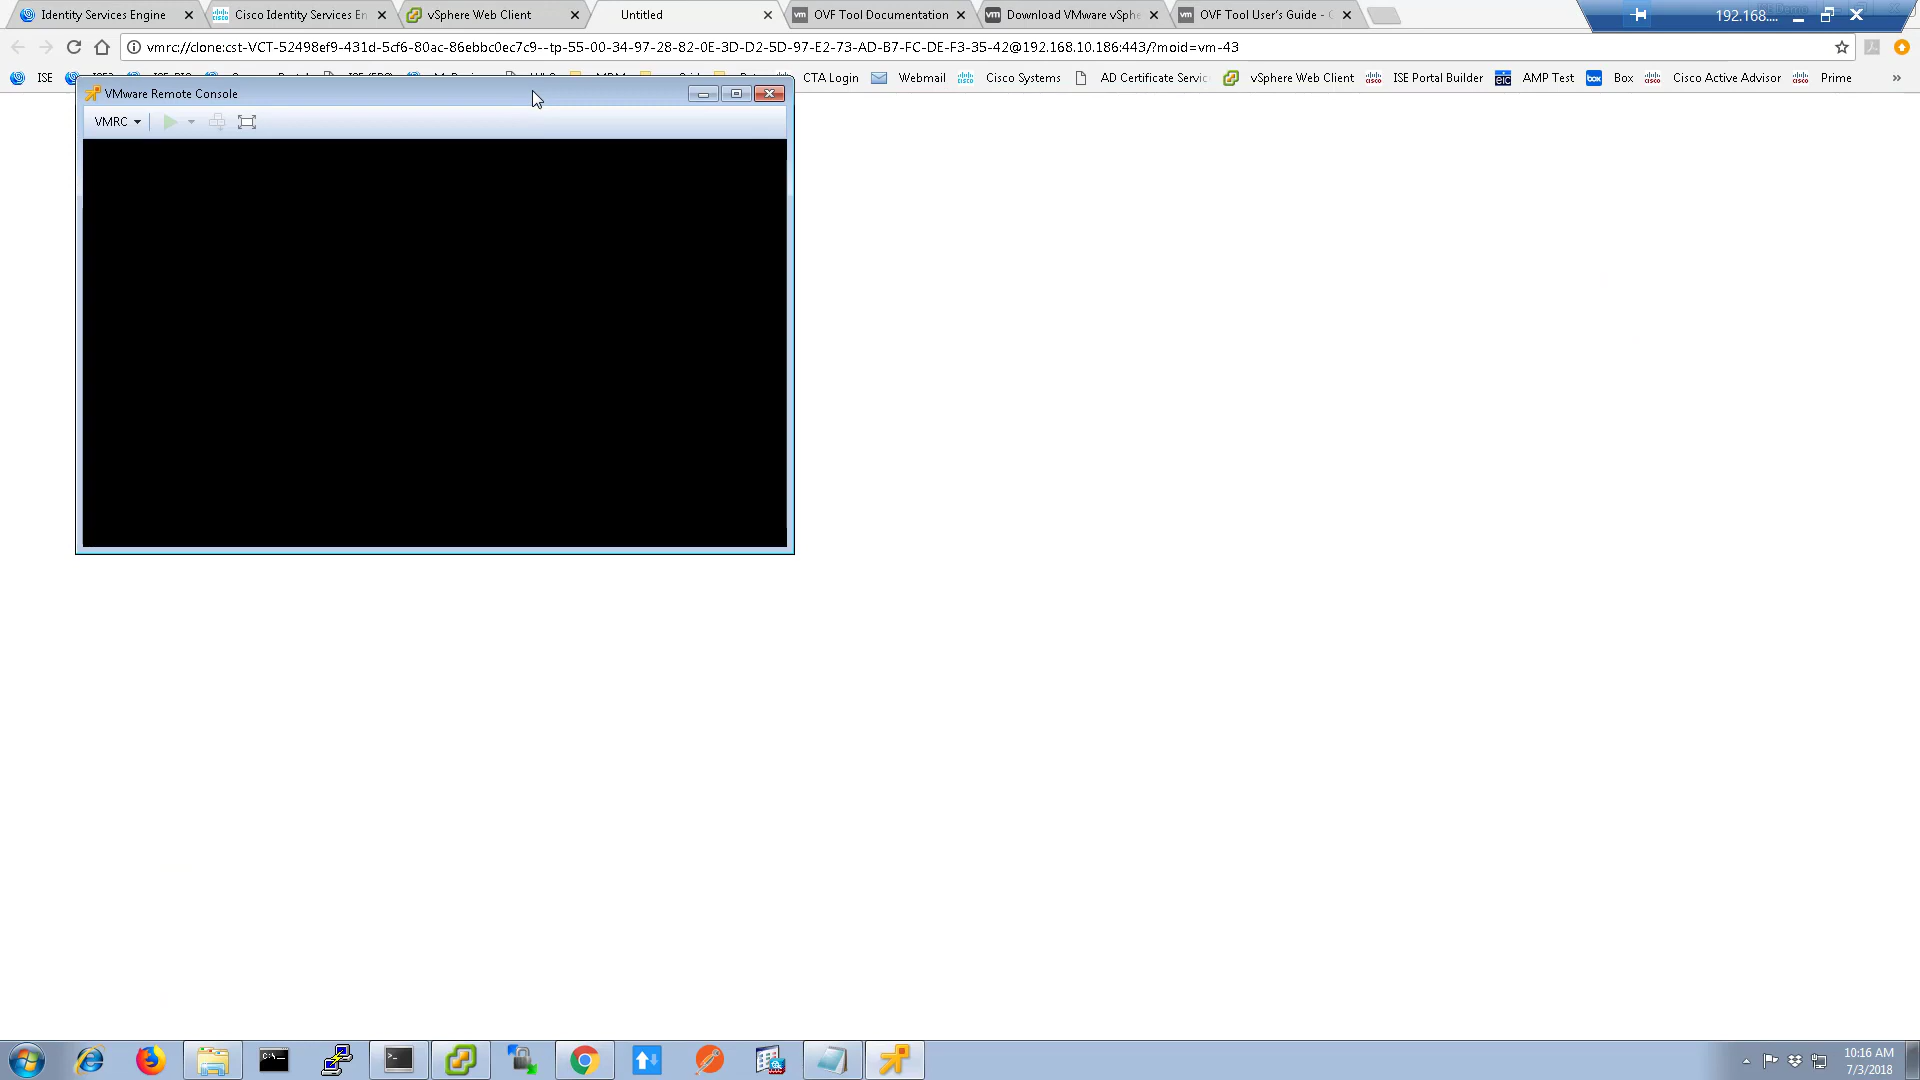 Identity Services Engine
Cisco Identity Services En
vSphere Web Client
Untitled
OVF Tool Documentation
Download VMware vSphe
OVF Tool User's Guide -
192.168....
vmrc://clone:cst-VCT-52498ef9-431d-5cf6-80ac-86ebbc0ec7c9--tp-55-00-34-97-28-82-0E-3D-D2-5D-97-E2-73-AD-B7-FC-DE-F3-35-42@192.168.10.186:443/?moid=vm-43
ISE
CTA Login
Webmail
Cisco Systems
AD Certificate Servic
vSphere Web Client
ISE Portal Builder
AMP Test
Box
Cisco Active Advisor
Prime
»
VMware Remote Console
VMRC
10:16 AM
7/3/2018